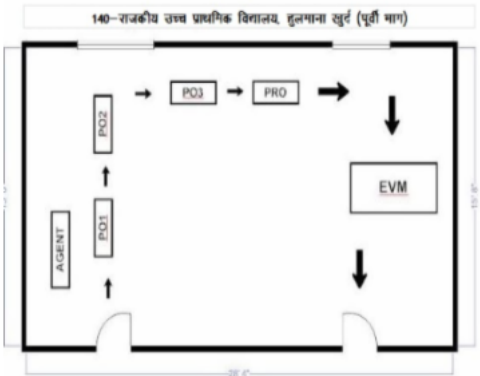 140-राजकीय उच्च प्राथमिक विद्यालय, हुलमाना खुर्द (पूर्वी भाग)
PO3
PRO
PO2
EVM
PO1
AGENT